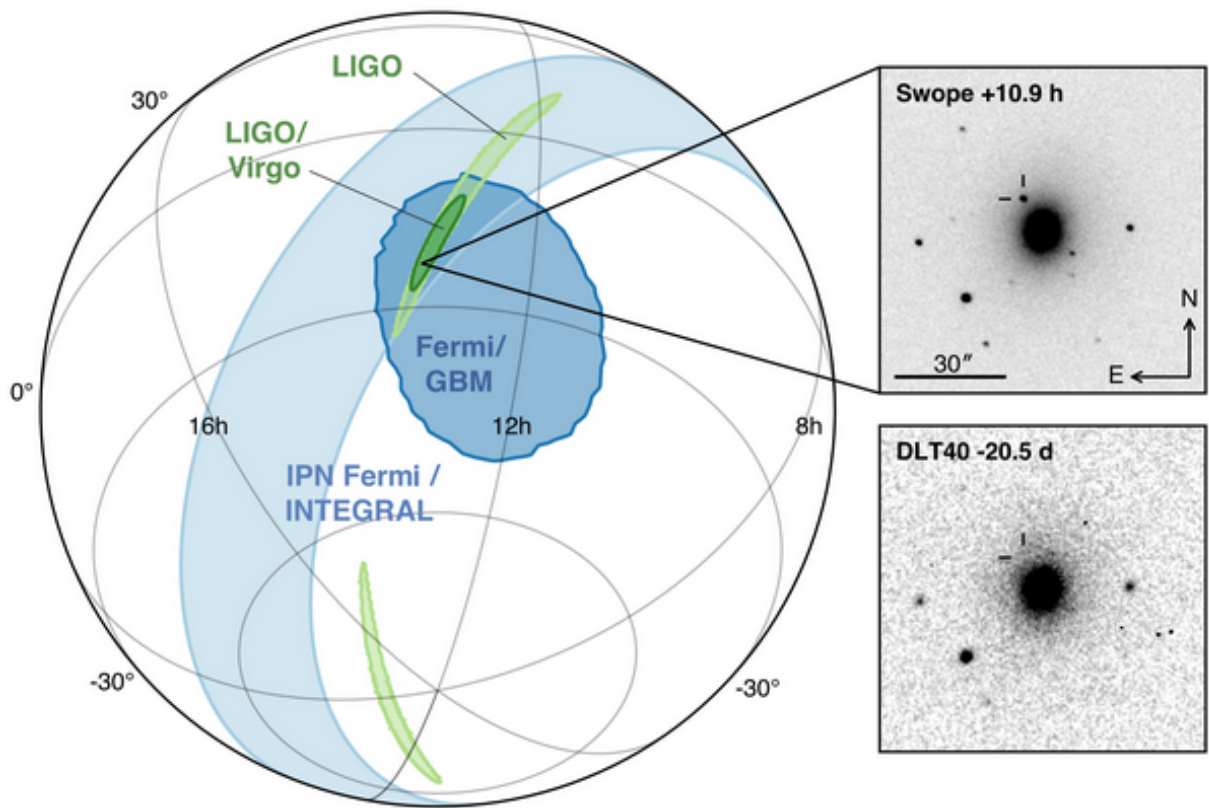 LIGO
LIGO/
Virgo
30°
0°
16h
12h
8h
Fermi/
GBM
IPN Fermi /
INTEGRAL
-30°
-30°
Swope +10.9 h
N
E
30″
DLT40 -20.5 d